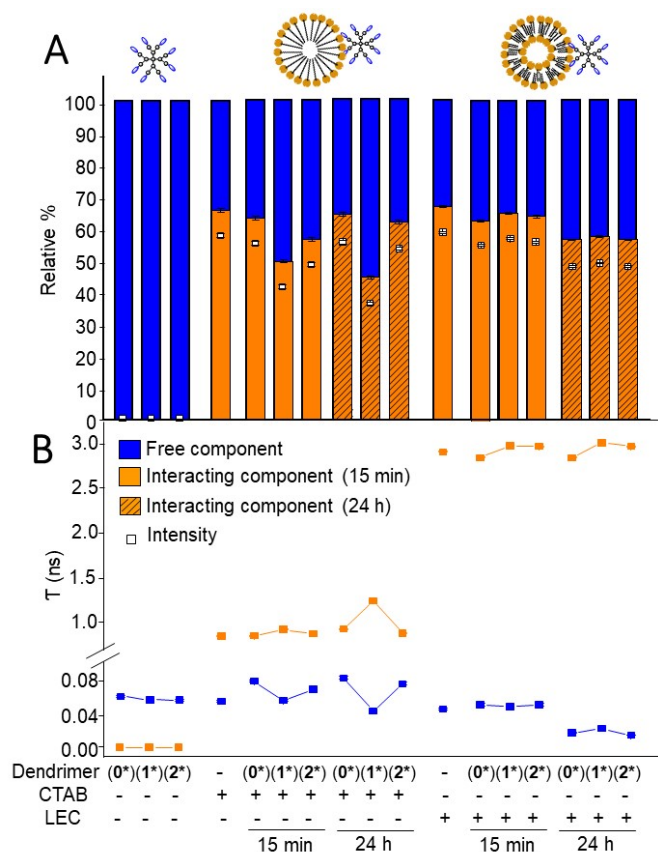 A
100
90
80
70
60
50
40
30
20
10
0
Relative %
B
Free component
Interacting component (15 min)
Interacting component (24 h)
Intensity
3.0
2.5
2.0
1.5
1.0
0.08
0.04
0.00
Τ (ns)
Dendrimer (0*)(1*)(2*) - (0*)(1*)(2*) (0*)(1*)(2*) - (0*)(1*)(2*) (0*)(1*)(2*)
CTAB - - - + + + + + + + - - - - - - -
LEC - - - - - - - - - - + + + + + + +
15 min 24 h 15 min 24 h